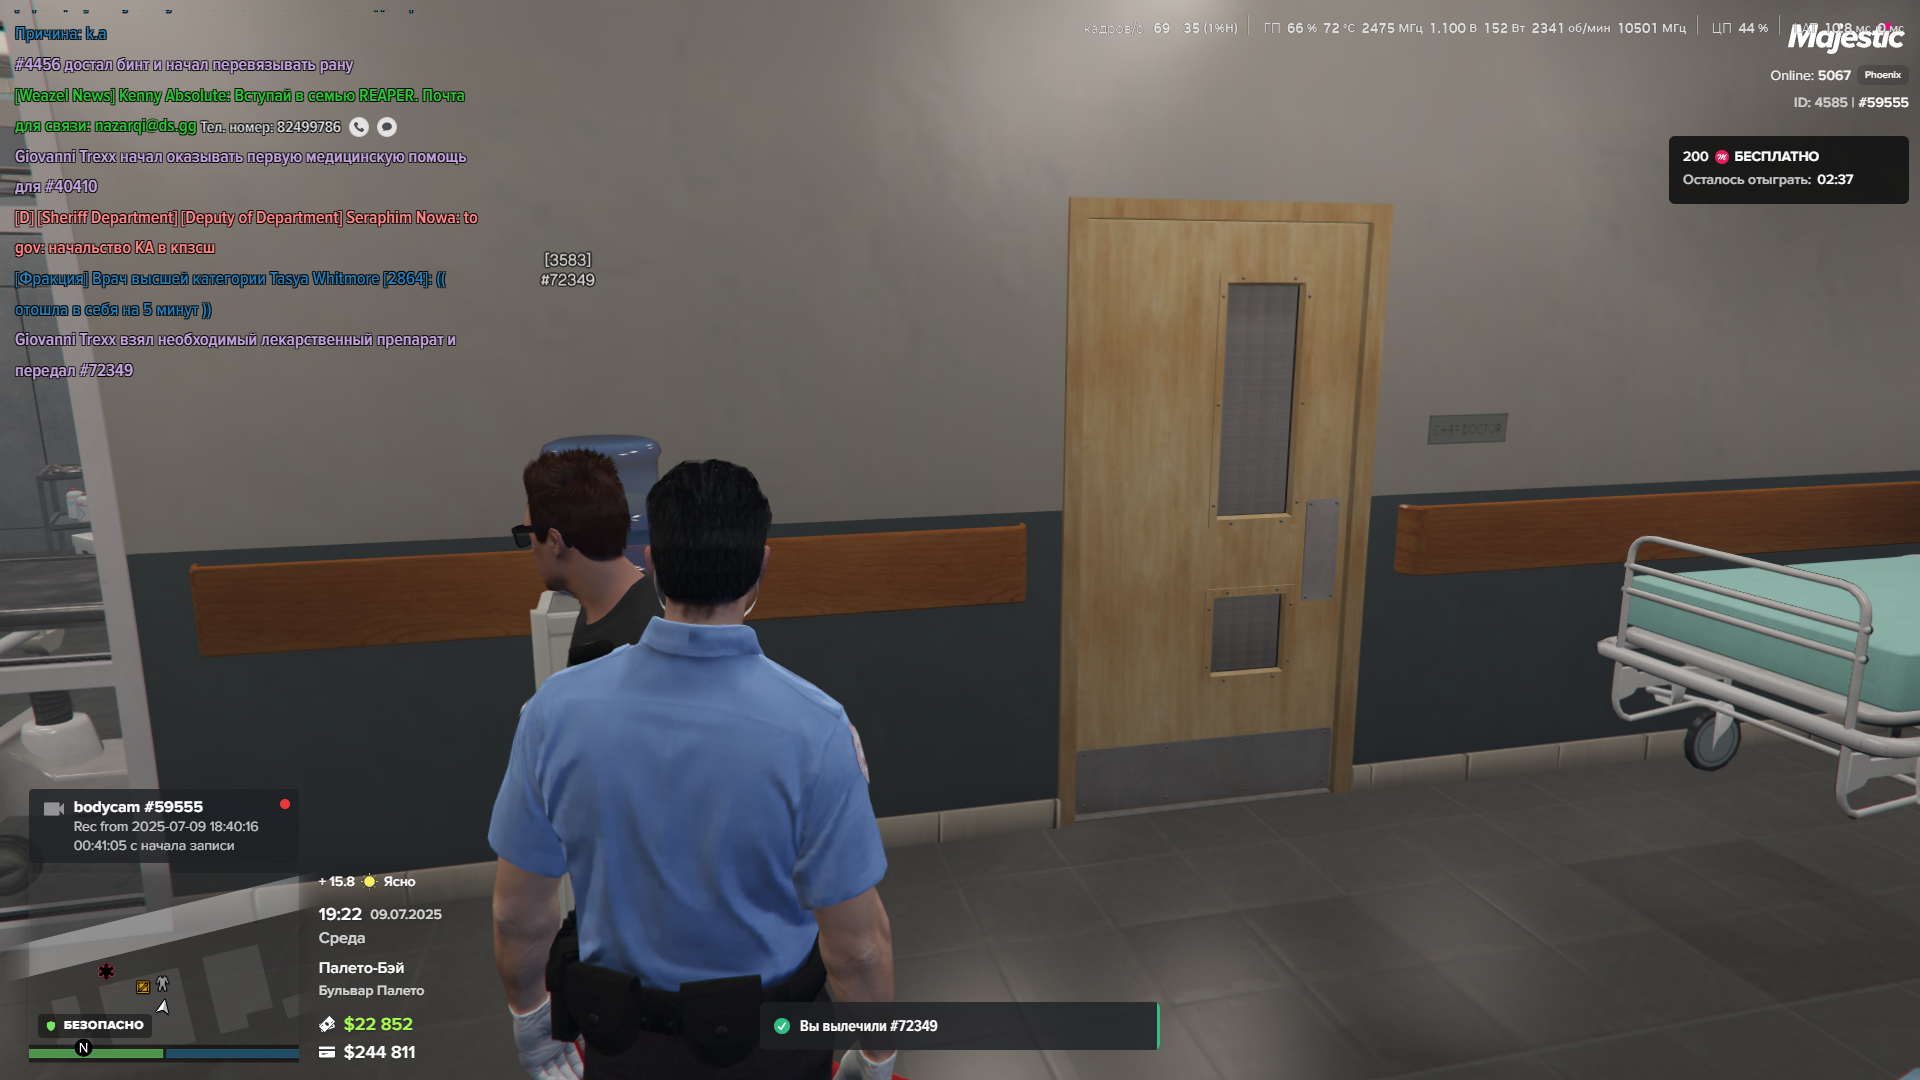 Причина: k.a
#4456 достал бинт и начал перевязывать рану
[Weazel News] Kenny Absolute: Вступай в семью REAPER. Почта
для связи: nazarqi@ds.gg Тел. номер: 82499786
Giovanni Trexx начал оказывать первую медицинскую помощь
для #40410
[D] [Sheriff Department] [Deputy of Department] Seraphim Nowa: to
gov: начальство КА в кпзсш
[Фракция] Врач высшей категории Tasya Whitmore [2864]: ((
отошла в себя на 5 минут ))
Giovanni Trexx взял необходимый лекарственный препарат и
передал #72349
кадров/с 69 35 (1%Н) ГП 66 % 72 °C 2475 МГц 1.100 В 152 Вт 2341 об/мин 10501 МГц ЦП 44 %
Majestic
Online: 5067 Phoenix
ID: 4585 | #59555
200 БЕСПЛАТНО
Осталось отыграть: 02:37
[3583]
#72349
CHIEF DOCTOR
bodycam #59555
Rec from 2025-07-09 18:40:16
00:41:05 с начала записи
+ 15.8 Ясно
19:22 09.07.2025
Среда
Палето-Бэй
Бульвар Палето
$22 852
$244 811
БЕЗОПАСНО
N
Вы вылечили #72349